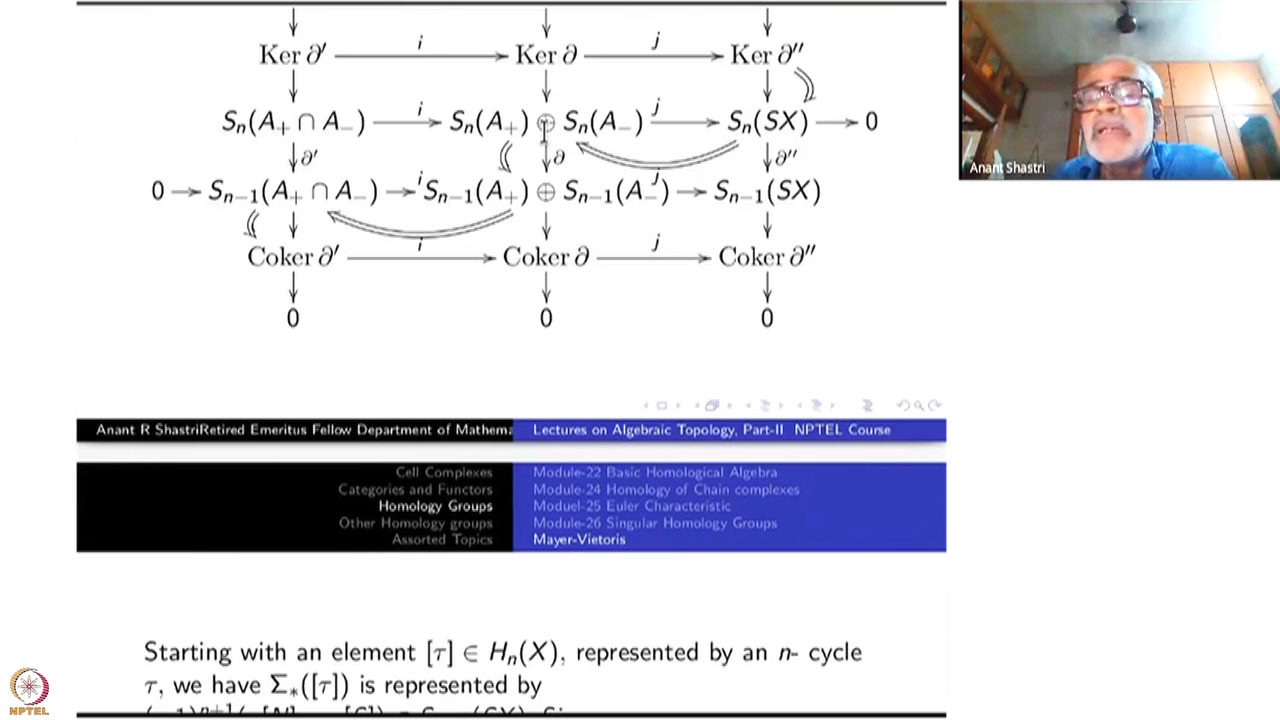 Ker ∂′ i Ker ∂ j Ker ∂″
Sₙ(A₊ ∩ A₋) i Sₙ(A₊) ⊕ Sₙ(A₋) j Sₙ(SX) 0
∂′ ∂ ∂″
0 Sₙ₋₁(A₊ ∩ A₋) i Sₙ₋₁(A₊) ⊕ Sₙ₋₁(A₋) j Sₙ₋₁(SX)
Coker ∂′ i Coker ∂ j Coker ∂″
0 0 0
Anant R ShastriRetired Emeritus Fellow Department of Mathema
Lectures on Algebraic Topology, Part-II NPTEL Course
Cell Complexes
Categories and Functors
Homology Groups
Other Homology groups
Assorted Topics
Module-22 Basic Homological Algebra
Module-24 Homology of Chain complexes
Moduel-25 Euler Characteristic
Module-26 Singular Homology Groups
Mayer-Vietoris
Starting with an element [τ] ∈ Hₙ(X), represented by an n- cycle
τ, we have Σ∗([τ]) is represented by
Anant Shastri
NPTEL